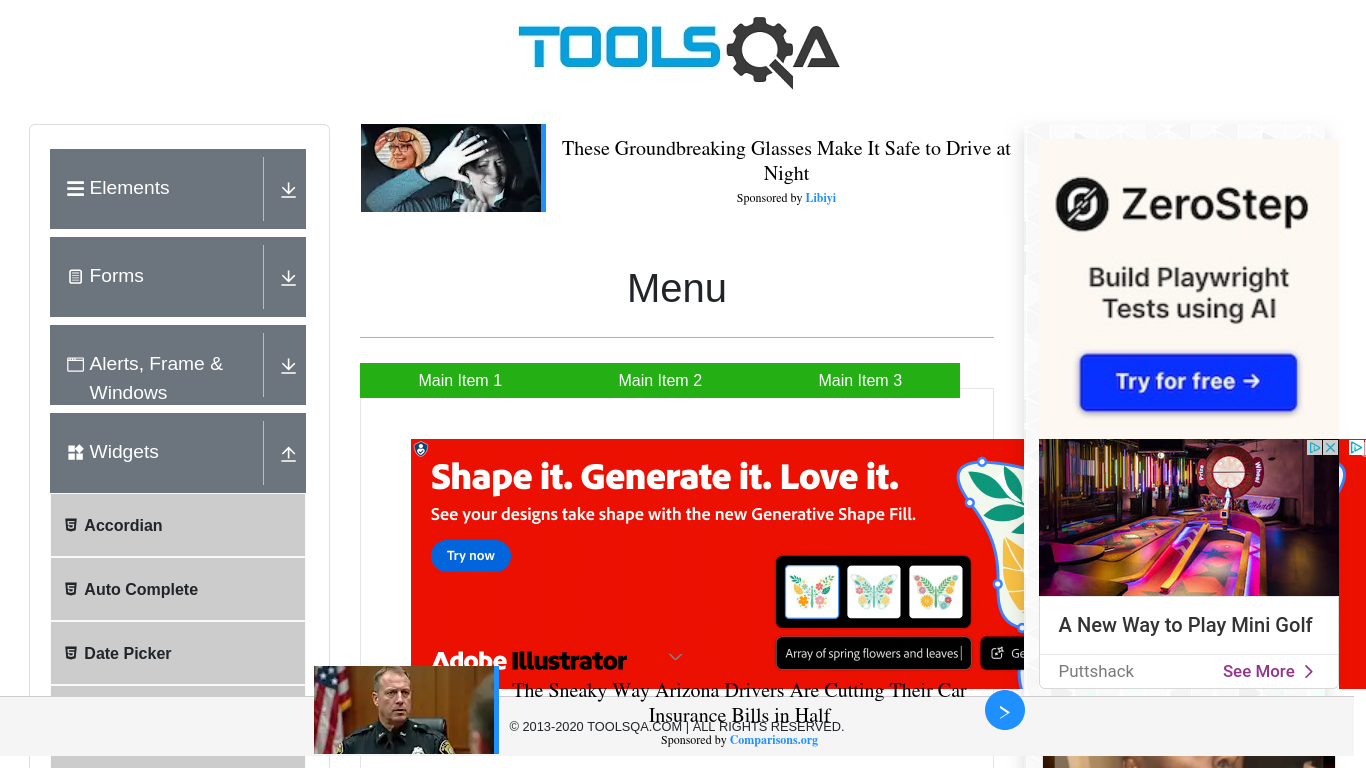 TOOLSQA
Elements
Forms
Alerts, Frame &
Windows
Widgets
Accordian
Auto Complete
Date Picker
These Groundbreaking Glasses Make It Safe to Drive at
Night
Sponsored by Libiyi
Menu
Main Item 1
Main Item 2
Main Item 3
Shape it. Generate it. Love it.
See your designs take shape with the new Generative Shape Fill.
Try now
Array of spring flowers and leaves
Ge
Adobe Illustrator
The Sneaky Way Arizona Drivers Are Cutting Their Car
Insurance Bills in Half
Sponsored by Comparisons.org
© 2013-2020 TOOLSQA.COM | ALL RIGHTS RESERVED.
ZeroStep
Build Playwright
Tests using AI
Try for free →
A New Way to Play Mini Golf
Puttshack
See More